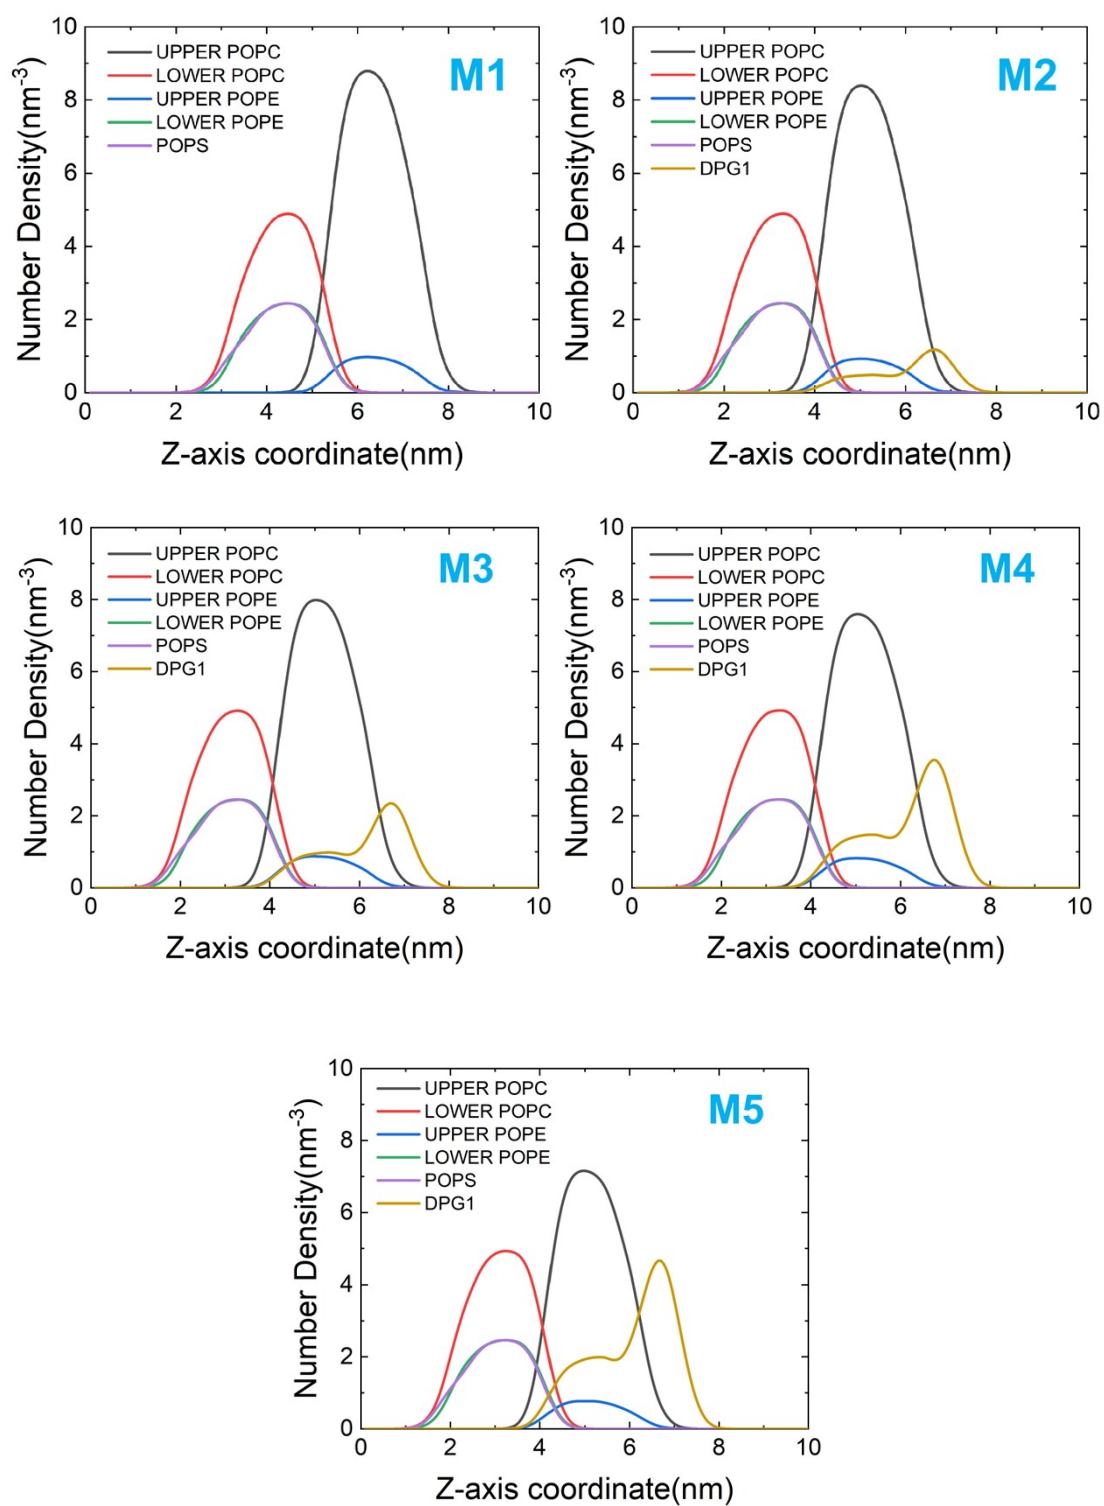 M1
UPPER POPC
LOWER POPC
UPPER POPE
LOWER POPE
POPS
Number Density(nm-3)
10
8
6
4
2
0
0 2 4 6 8 10
Z-axis coordinate(nm)
M2
UPPER POPC
LOWER POPC
UPPER POPE
LOWER POPE
POPS
DPG1
Number Density(nm-3)
10
8
6
4
2
0
0 2 4 6 8 10
Z-axis coordinate(nm)
M3
UPPER POPC
LOWER POPC
UPPER POPE
LOWER POPE
POPS
DPG1
Number Density(nm-3)
10
8
6
4
2
0
0 2 4 6 8 10
Z-axis coordinate(nm)
M4
UPPER POPC
LOWER POPC
UPPER POPE
LOWER POPE
POPS
DPG1
Number Density(nm-3)
10
8
6
4
2
0
0 2 4 6 8 10
Z-axis coordinate(nm)
M5
UPPER POPC
LOWER POPC
UPPER POPE
LOWER POPE
POPS
DPG1
Number Density(nm-3)
10
8
6
4
2
0
0 2 4 6 8 10
Z-axis coordinate(nm)